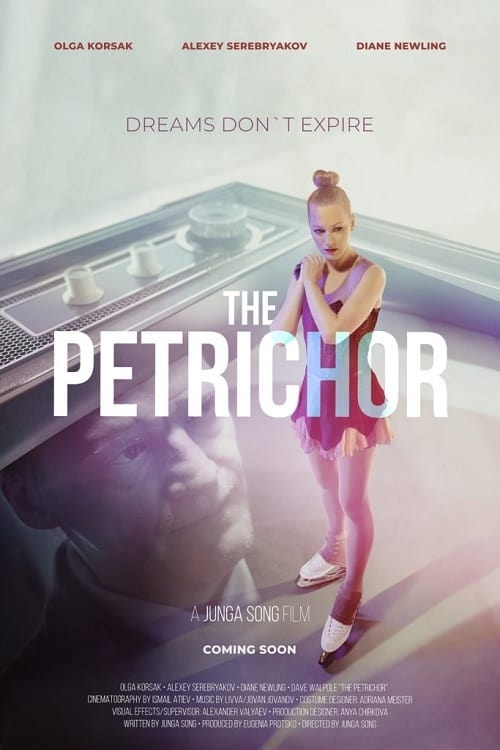 OLGA KORSAK ALEXEY SEREBRYAKOV DIANE NEWLING
DREAMS DON`T EXPIRE
THE
PETRICHOR
A JUNGA SONG FILM
COMING SOON
OLGA KORSAK • ALEXEY SEREBRYAKOV • DIANE NEWLING • DAVE WALPOLE "THE PETRICHOR"
CINEMATOGRAPHY BY ISMAIL ATIEV • MUSIC BY LIVVA/JOVAN JOVANOV • COSTUME DESIGNER: ADRIANA MEISTER
VISUAL EFFECTS/SUPERVISOR: ALEXANDER VALYAEV • PRODUCTION DESIGNER: ANYA CHIRKOVA
WRITTEN BY JUNGA SONG • PRODUCED BY EUGENIA PROTSKO • DIRECTED BY JUNGA SONG